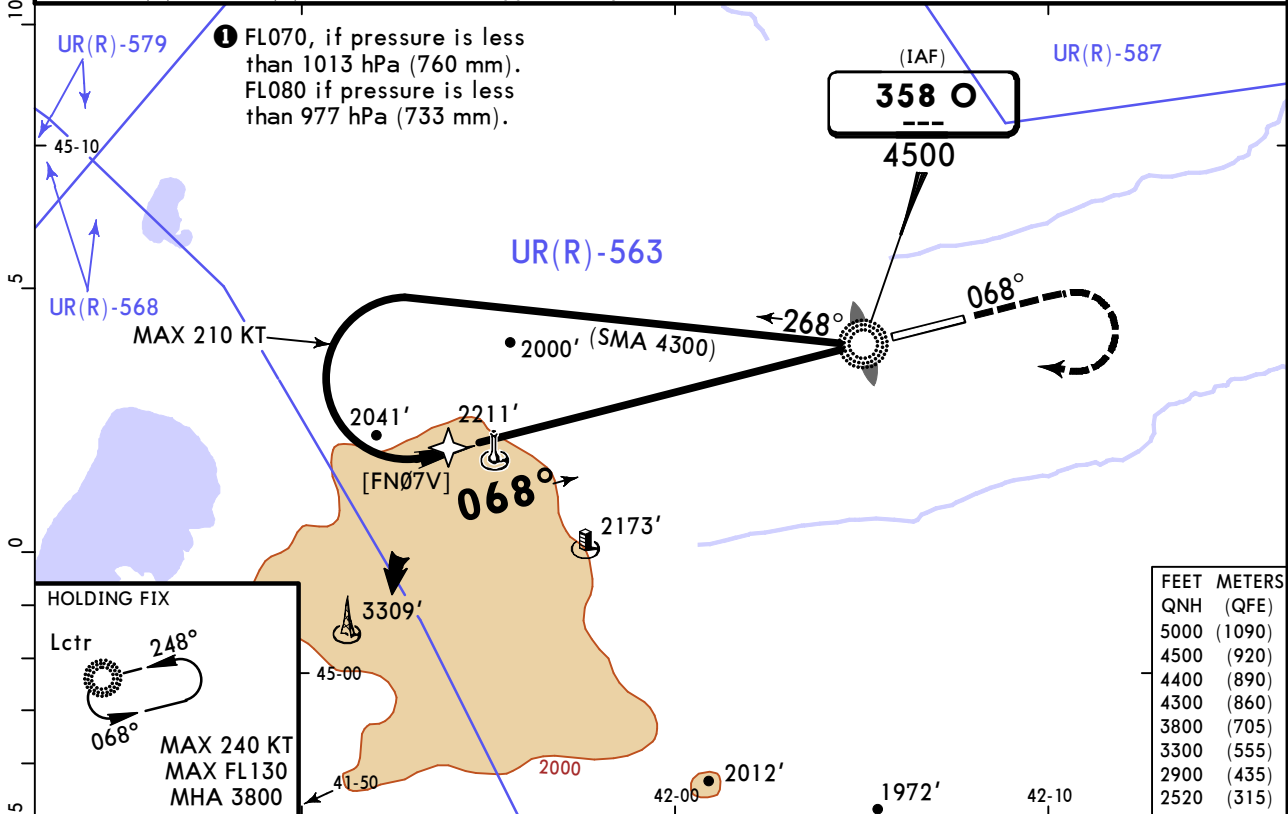 10
UR(R)-579
1 FL070, if pressure is less
than 1013 hPa (760 mm).
FL080 if pressure is less
than 977 hPa (733 mm).
(IAF)
358 O
---
4500
UR(R)-587
45-10
UR(R)-563
5
UR(R)-568
MAX 210 KT
2000'
(SMA 4300)
268°
068°
2041'
2211'
[FNØ7V]
068°
2173'
0
3309'
HOLDING FIX
Lctr
248°
068°
MAX 240 KT
MAX FL130
MHA 3800
45-00
41-50
2000
2012'
42-00
1972'
42-10
5
FEET METERS
QNH (QFE)
5000 (1090)
4500 (920)
4400 (890)
4300 (860)
3800 (705)
3300 (555)
2900 (435)
2520 (315)